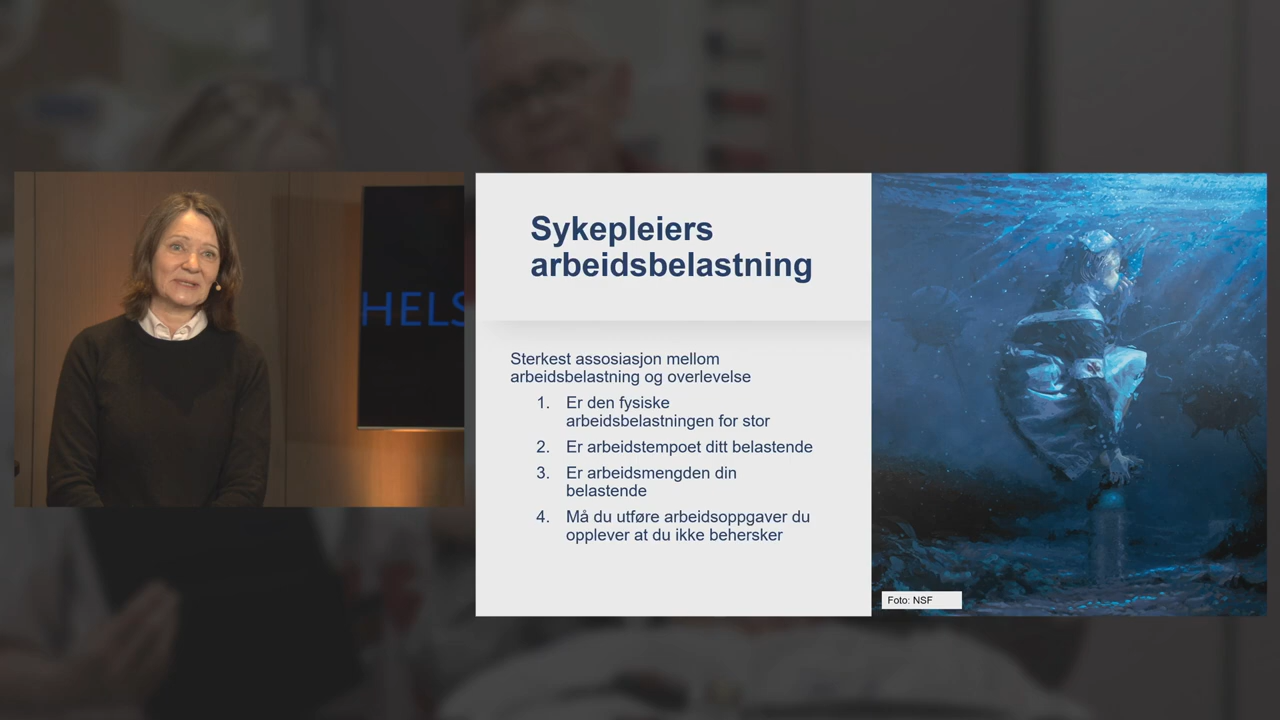 HELS
Sykepleiers
arbeidsbelastning
Sterkest assosiasjon mellom
arbeidsbelastning og overlevelse
1. Er den fysiske
arbeidsbelastningen for stor
2. Er arbeidstempoet ditt belastende
3. Er arbeidsmengden din
belastende
4. Må du utføre arbeidsoppgaver du
opplever at du ikke behersker
Foto: NSF